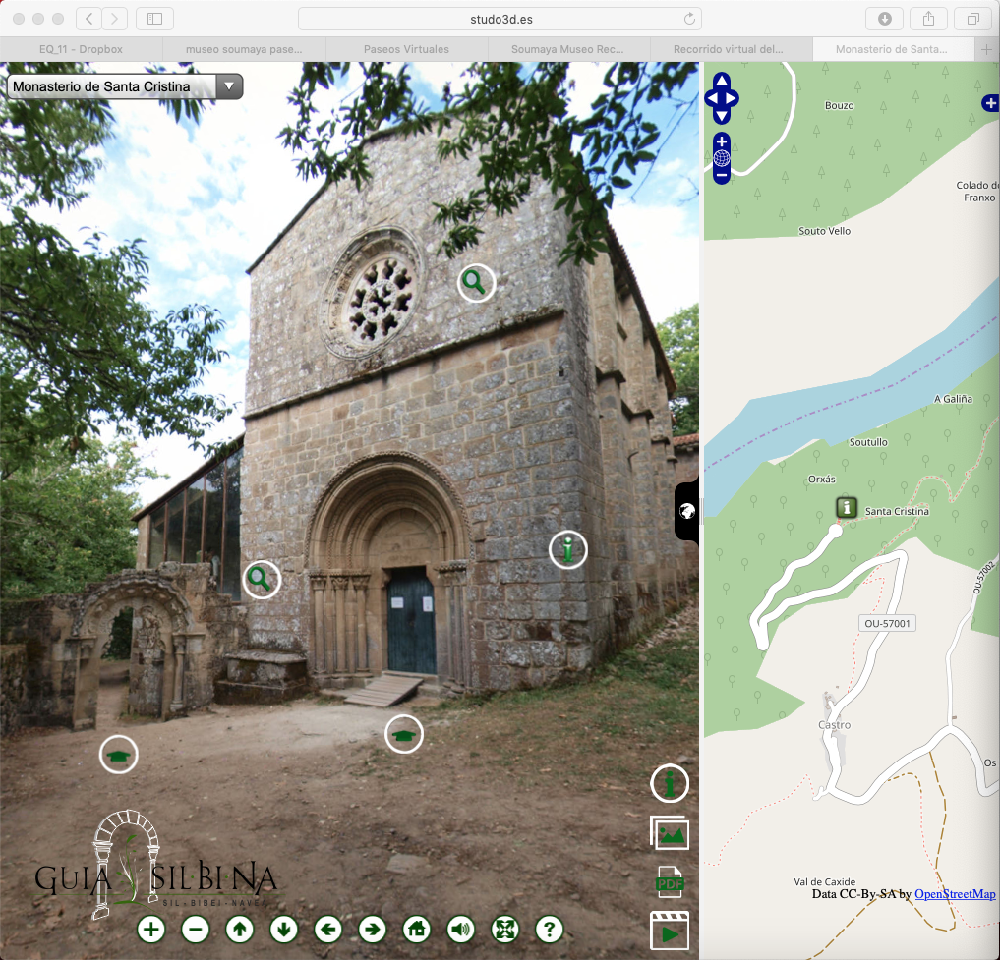 studo3d.es
EQ_11 - Dropbox
museo soumaya pase...
Paseos Virtuales
Soumaya Museo Rec...
Recorrido virtual del...
Monasterio de Santa...
Monasterio de Santa Cristina
Bouzo
Colado de
Franxo
Souto Vello
A Galiña
Soutullo
Orxás
Santa Cristina
OU-57002
OU-57001
Castro
Os
Val de Caxide
Data CC-By-SA by OpenStreetMap
PDF
GUIA SILBINA
SIL - BIBEI - NAVEA